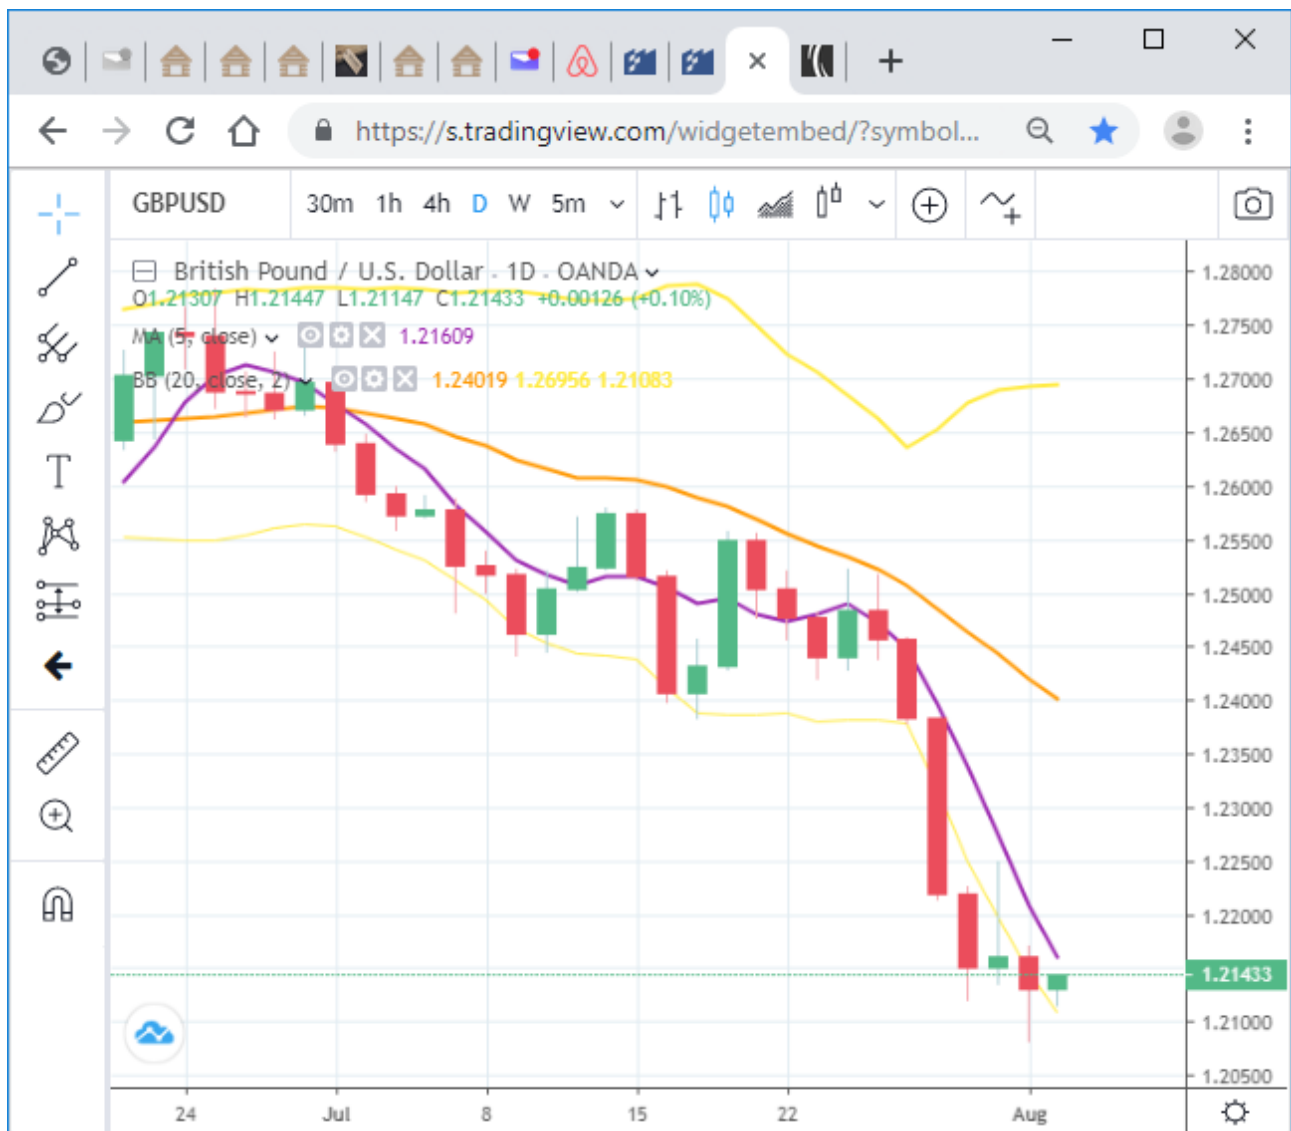 https://s.tradingview.com/widgetembed/?symbol...
GBPUSD 30m 1h 4h D W 5m
British Pound / U.S. Dollar · 1D · OANDA
O1.21307 H1.21447 L1.21147 C1.21433 +0.00126 (+0.10%)
MA (5, close) 1.21609
BB (20, close, 2) 1.24019 1.26956 1.21083
1.28000
1.27500
1.27000
1.26500
1.26000
1.25500
1.25000
1.24500
1.24000
1.23500
1.23000
1.22500
1.22000
1.21433
1.21000
1.20500
24 Jul 8 15 22 Aug
T